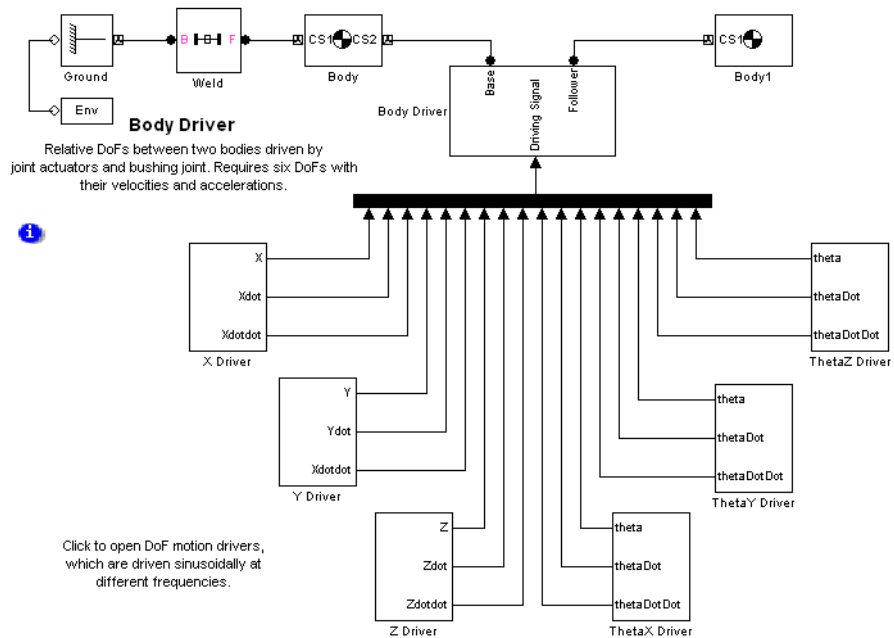 B F
CS1 CS2
CS1
Ground
Weld
Body
Body1
Env
Base
Driving Signal
Follower
Body Driver
Body Driver
Relative DoFs between two bodies driven by
joint actuators and bushing joint. Requires six DoFs with
their velocities and accelerations.
i
X
Xdot
Xdotdot
X Driver
theta
thetaDot
thetaDotDot
ThetaZ Driver
Y
Ydot
Xdotdot
Y Driver
theta
thetaDot
thetaDotDot
ThetaY Driver
Z
Zdot
Zdotdot
Z Driver
theta
thetaDot
thetaDotDot
ThetaX Driver
Click to open DoF motion drivers,
which are driven sinusoidally at
different frequencies.